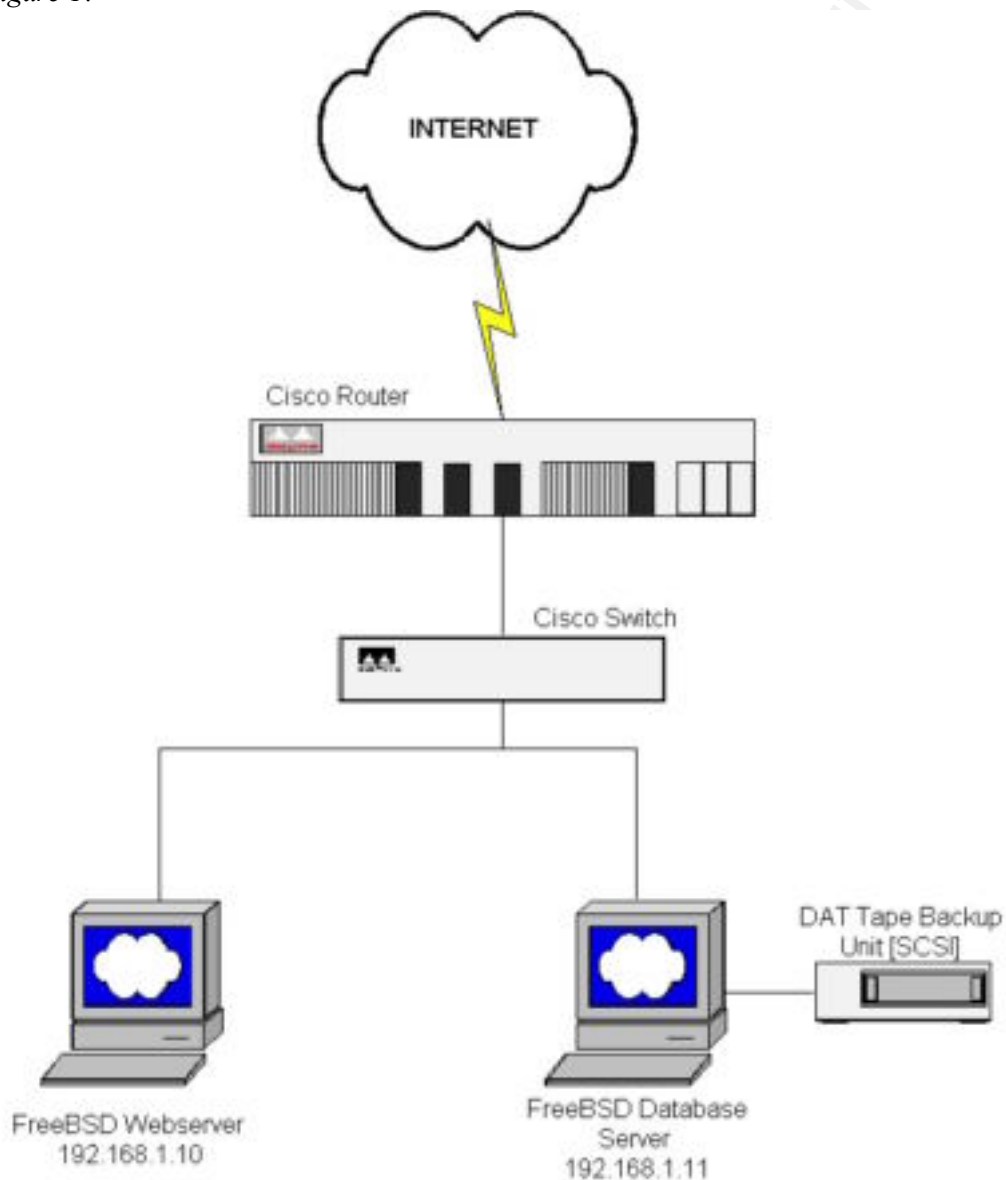 INTERNET
Cisco Router
Cisco Switch
DAT Tape Backup
Unit [SCSI]
FreeBSD Webserver
192.168.1.10
FreeBSD Database
Server
192.168.1.11